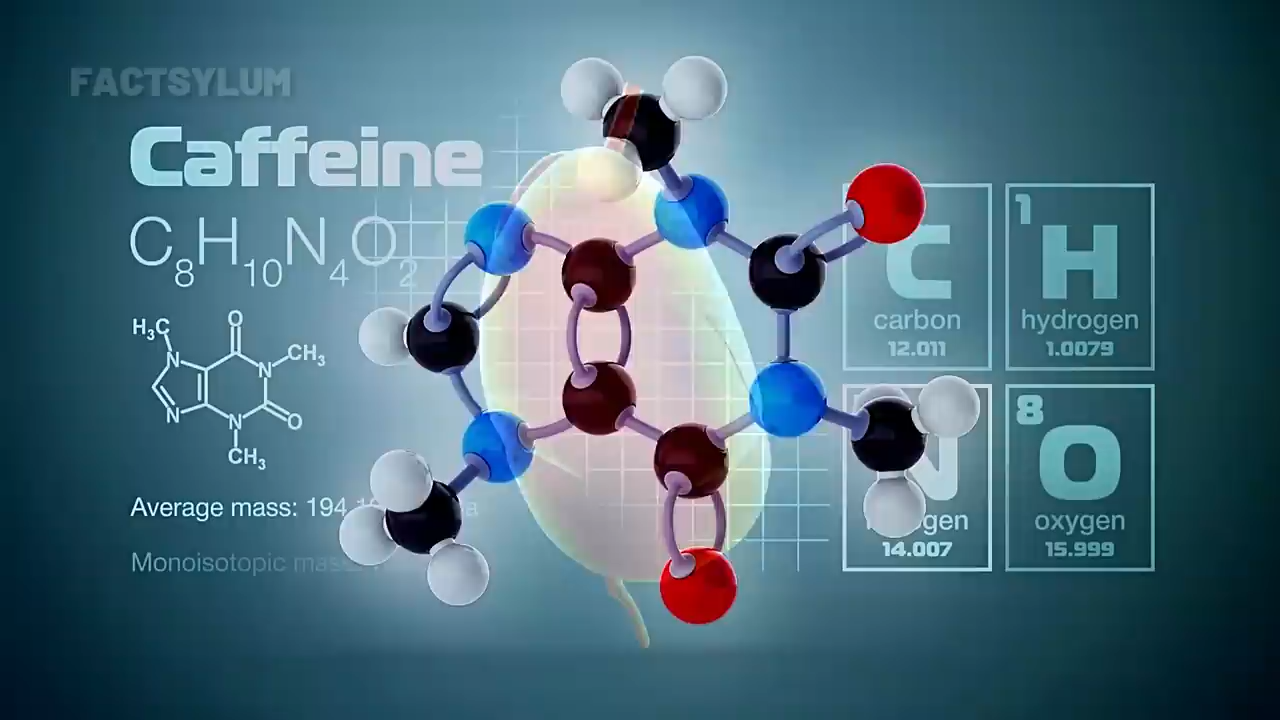 FACTSYLUM
Caffeine
C8H10N4O2
H3C
O
N
CH3
N
N
N
O
CH3
Average mass: 194
Monoisotopic
C
carbon
12.011
1
H
hydrogen
1.0079
N
14.007
8
O
oxygen
15.999